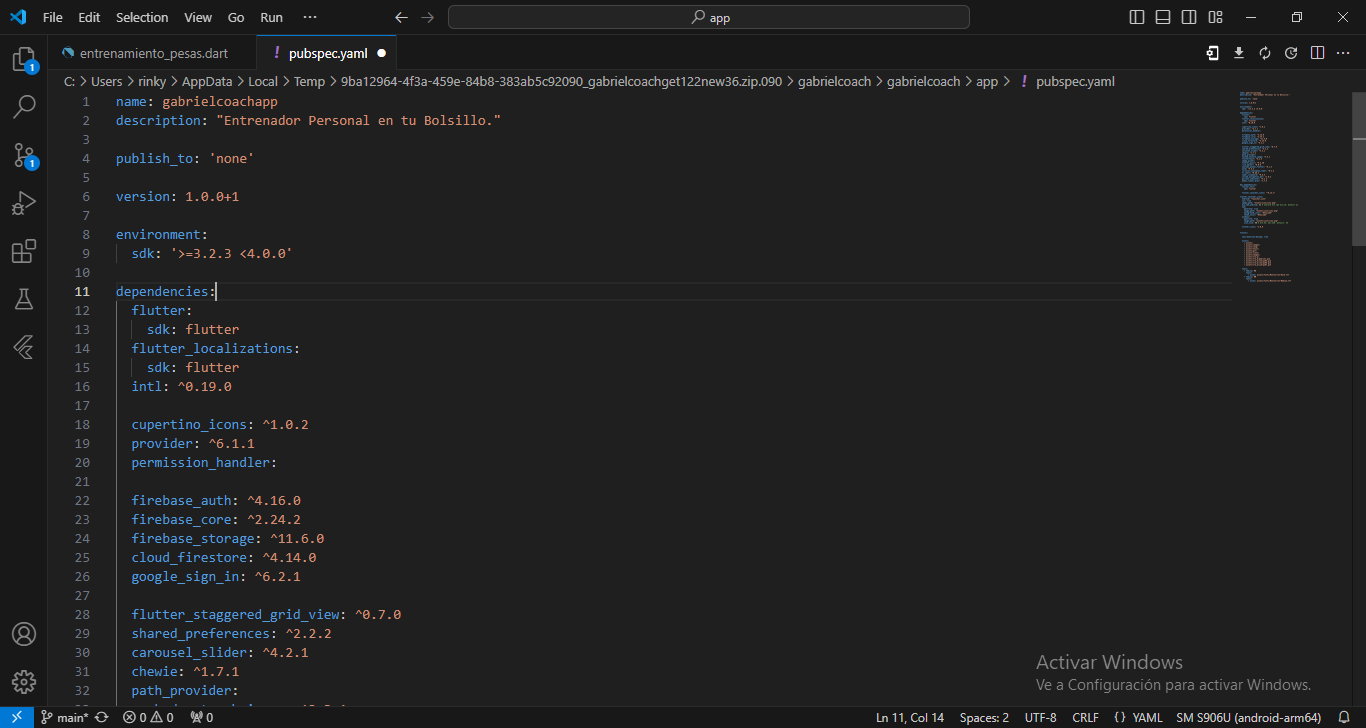 File Edit Selection View Go Run ··· app
entrenamiento_pesas.dart ! pubspec.yaml
C: > Users > rinky > AppData > Local > Temp > 9ba12964-4f3a-459e-84b8-383ab5c92090_gabrielcoachget122new36.zip.090 > gabrielcoach > gabrielcoach > app > ! pubspec.yaml
1 name: gabrielcoachapp
2 description: "Entrenador Personal en tu Bolsillo."
3
4 publish_to: 'none'
5
6 version: 1.0.0+1
7
8 environment:
9 sdk: '>=3.2.3 <4.0.0'
10
11 dependencies:
12 flutter:
13 sdk: flutter
14 flutter_localizations:
15 sdk: flutter
16 intl: ^0.19.0
17
18 cupertino_icons: ^1.0.2
19 provider: ^6.1.1
20 permission_handler:
21
22 firebase_auth: ^4.16.0
23 firebase_core: ^2.24.2
24 firebase_storage: ^11.6.0
25 cloud_firestore: ^4.14.0
26 google_sign_in: ^6.2.1
27
28 flutter_staggered_grid_view: ^0.7.0
29 shared_preferences: ^2.2.2
30 carousel_slider: ^4.2.1
31 chewie: ^1.7.1
32 path_provider:
1
1
Activar Windows
Ve a Configuración para activar Windows.
main* 0 0 0 Ln 11, Col 14 Spaces: 2 UTF-8 CRLF {} YAML SM S906U (android-arm64)